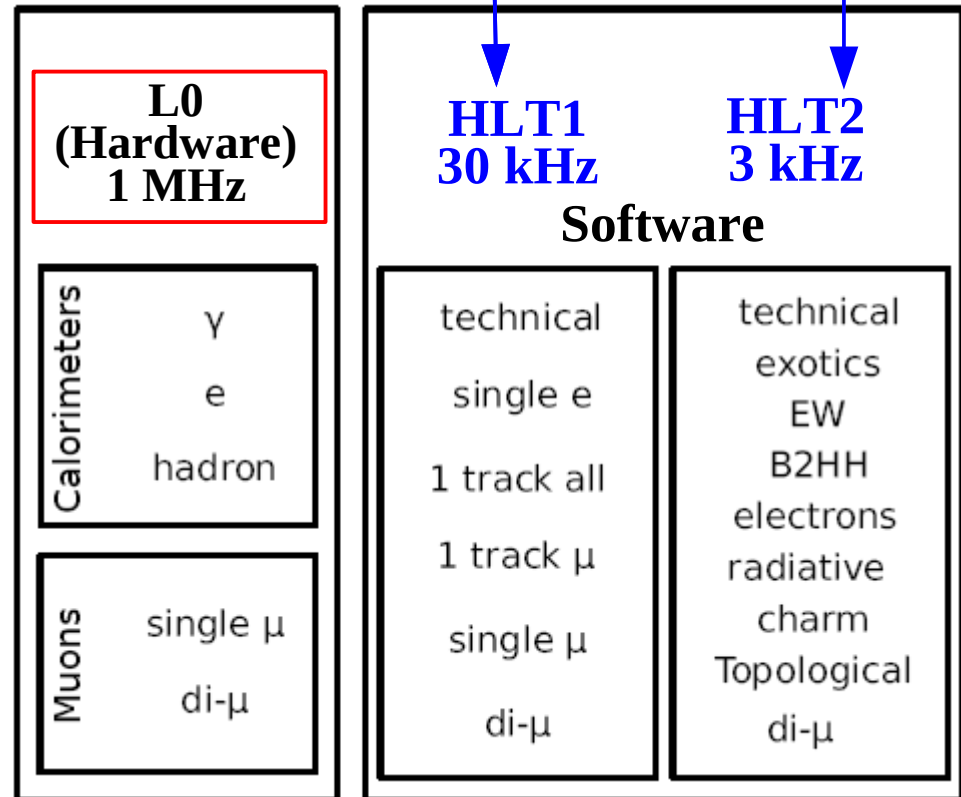 L0
(Hardware)
1 MHz
Calorimeters
γ
e
hadron
Muons
single μ
di-μ
HLT1
30 kHz
HLT2
3 kHz
Software
technical
single e
1 track all
1 track μ
single μ
di-μ
technical
exotics
EW
B2HH
electrons
radiative
charm
Topological
di-μ